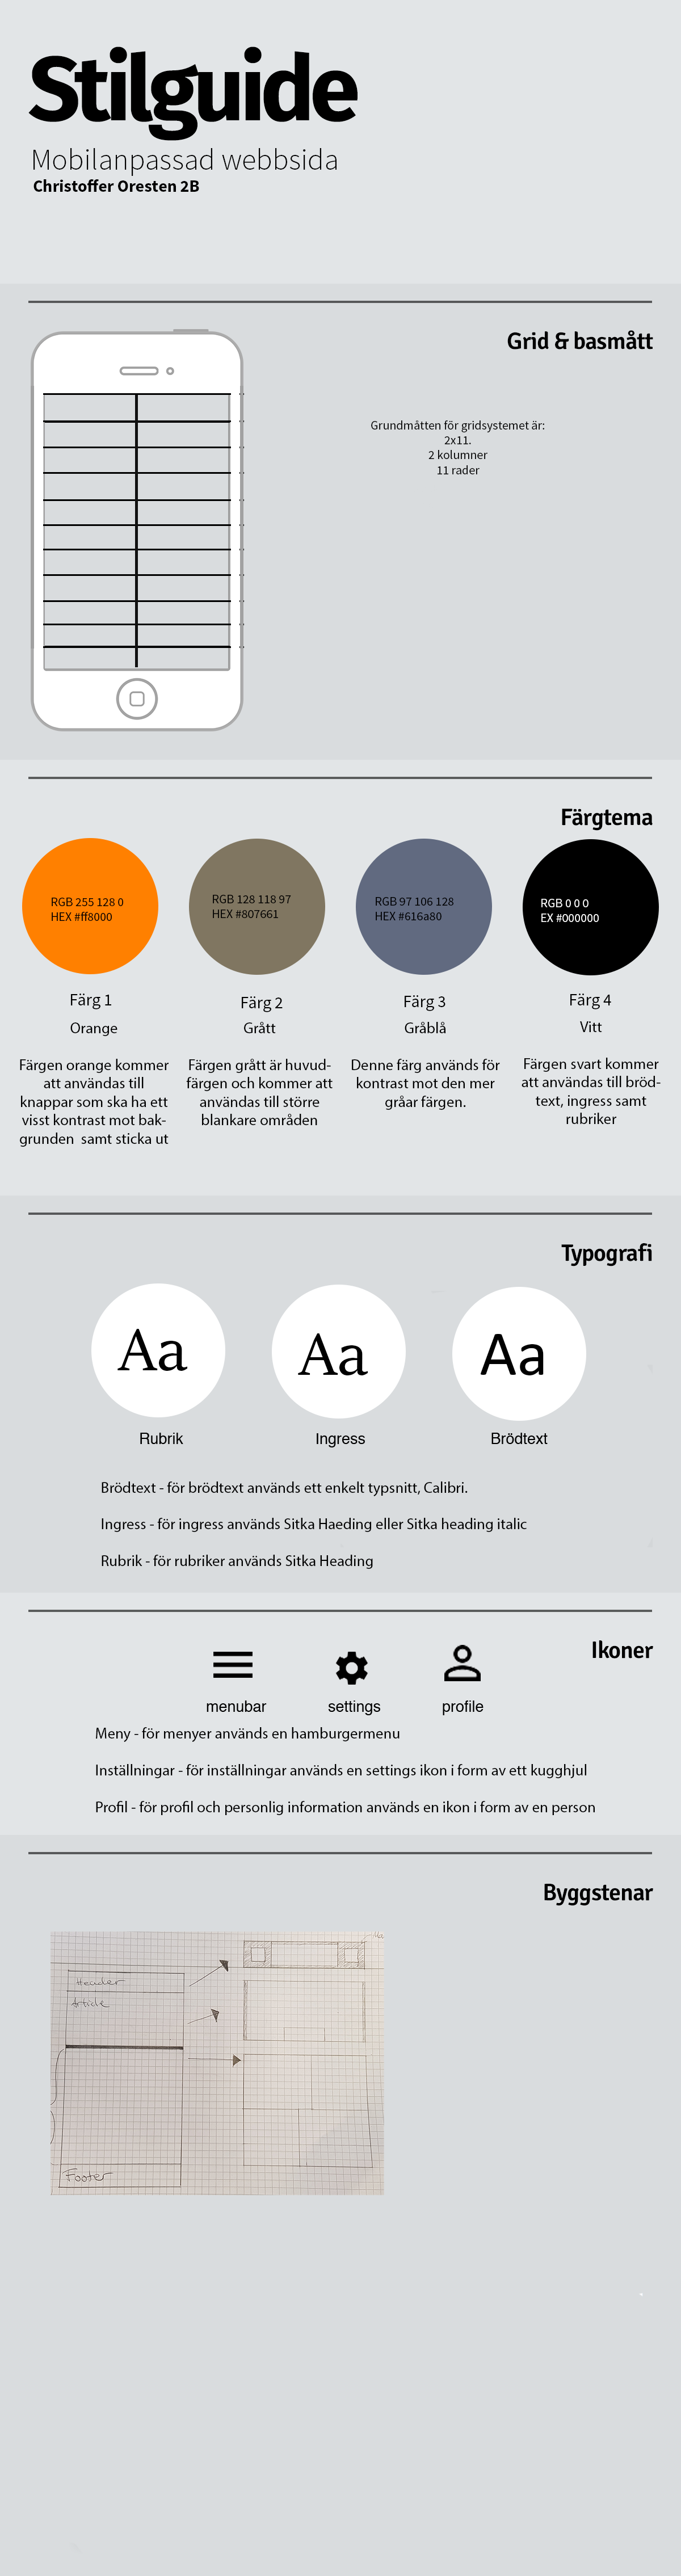 Stilguide
Mobilanpassad webbsida
Christoffer Oresten 2B
Grid & basmått
Grundmåtten för gridsystemet är:
2x11.
2 kolumner
11 rader
Färgtema
RGB 255 128 0
HEX #ff8000
RGB 128 118 97
HEX #807661
RGB 97 106 128
HEX #616a80
RGB 0 0 0
EX #000000
Färg 1
Orange
Färgen orange kommer
att användas till
knappar som ska ha ett
visst kontrast mot bak-
grunden  samt sticka ut
Färg 2
Grått
Färgen grått är huvud-
färgen och kommer att
användas till större
blankare områden
Färg 3
Gråblå
Denne färg används för
kontrast mot den mer
gråar färgen.
Färg 4
Vitt
Färgen svart kommer
att användas till bröd-
text, ingress samt
rubriker
Typografi
Aa
Aa
Aa
Rubrik
Ingress
Brödtext
Brödtext - för brödtext används ett enkelt typsnitt, Calibri.
Ingress - för ingress används Sitka Haeding eller Sitka heading italic
Rubrik - för rubriker används Sitka Heading
Ikoner
menubar
settings
profile
Meny - för menyer används en hamburgermenu
Inställningar - för inställningar används en settings ikon i form av ett kugghjul
Profil - för profil och personlig information används en ikon i form av en person
Byggstenar
Header
Article
Footer